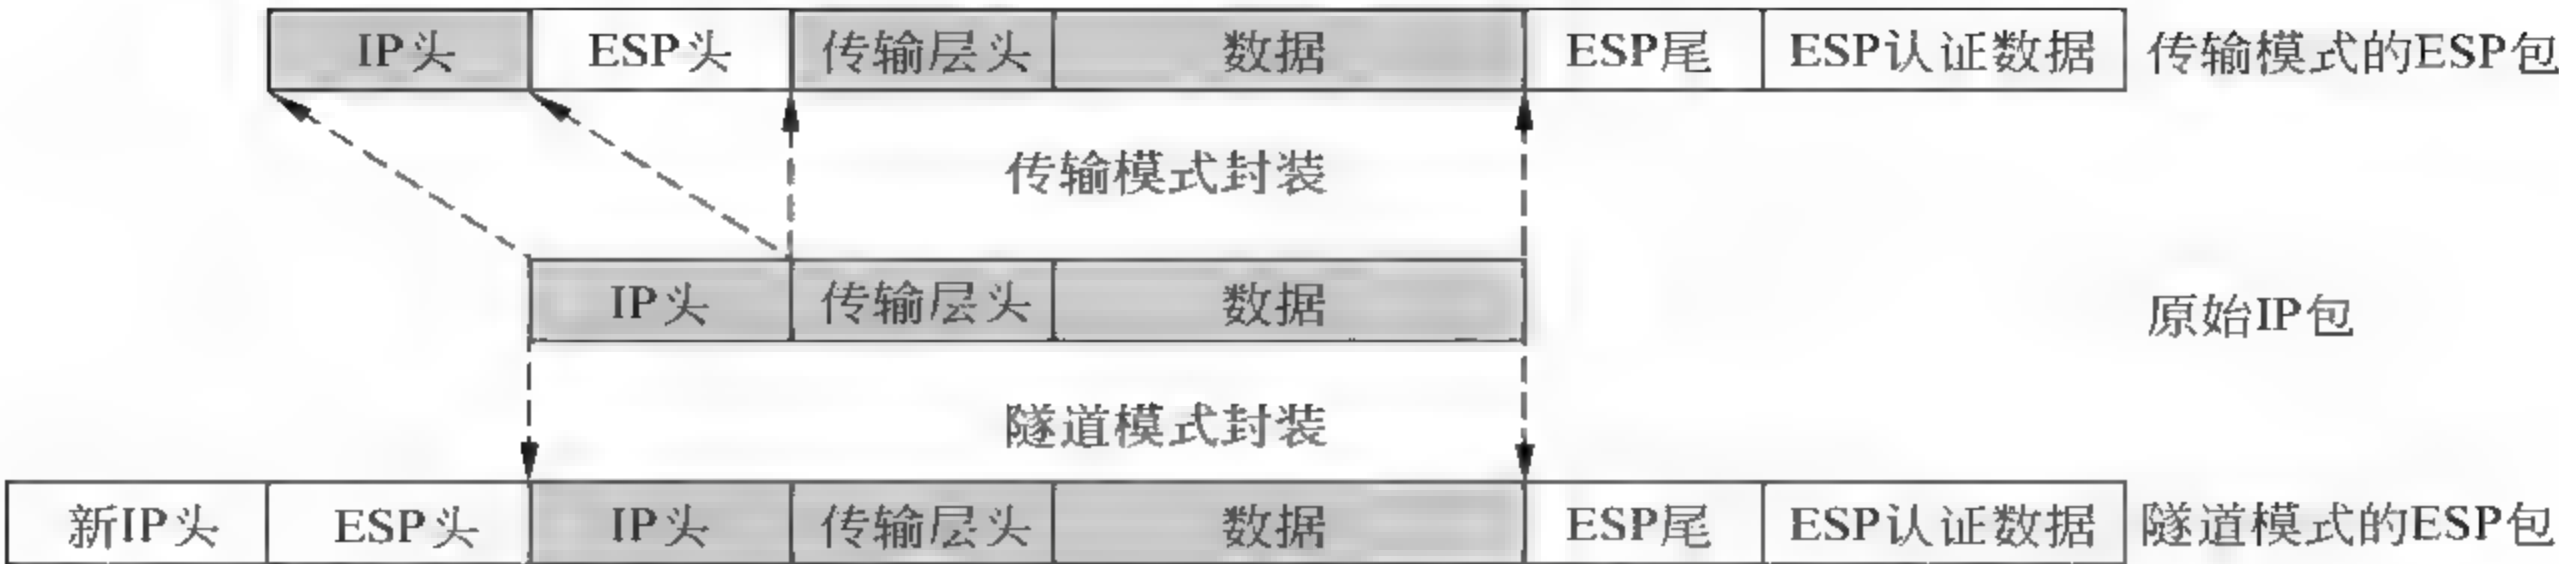 IP头 ESP头 传输层头 数据 ESP尾 ESP认证数据 传输模式的ESP包
传输模式封装
IP头 传输层头 数据 原始IP包
隧道模式封装
新IP头 ESP头 IP头 传输层头 数据 ESP尾 ESP认证数据 隧道模式的ESP包